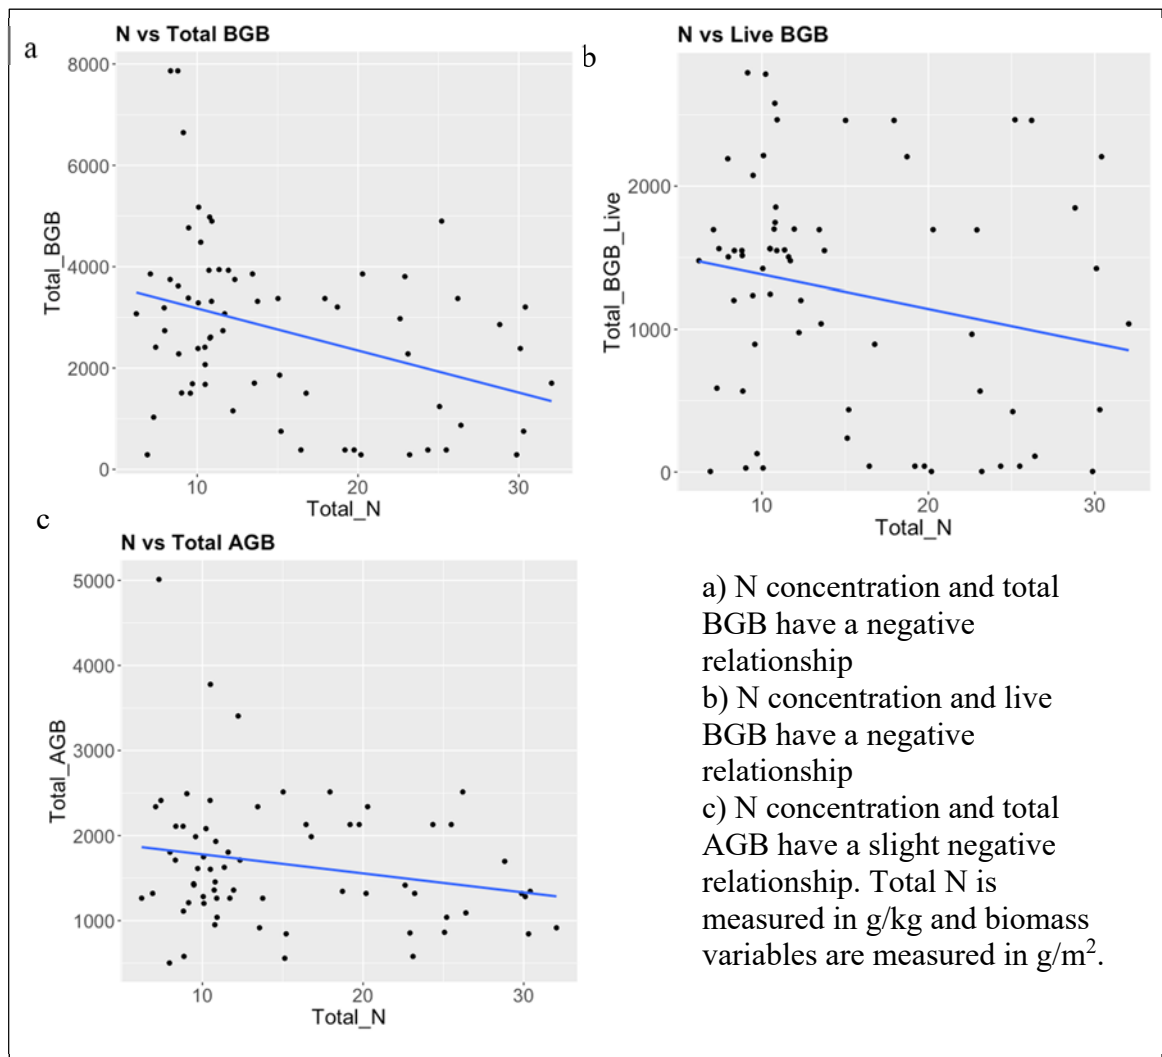 a
N vs Total BGB
8000
6000
4000
2000
0
Total_BGB
10
20
30
Total_N
b
N vs Live BGB
2000
1000
0
Total_BGB_Live
10
20
30
Total_N
c
N vs Total AGB
5000
4000
3000
2000
1000
Total_AGB
10
20
30
Total_N
a) N concentration and total
BGB have a negative
relationship
b) N concentration and live
BGB have a negative
relationship
c) N concentration and total
AGB have a slight negative
relationship. Total N is
measured in g/kg and biomass
variables are measured in g/m².